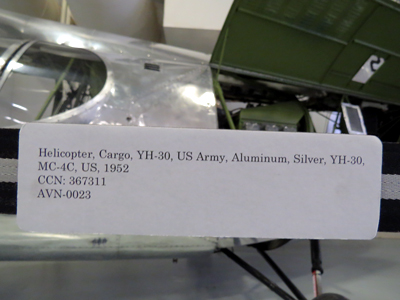 Helicopter, Cargo, YH-30, US Army, Aluminum, Silver, YH-30,
MC-4C, US, 1952
CCN: 367311
AVN-0023